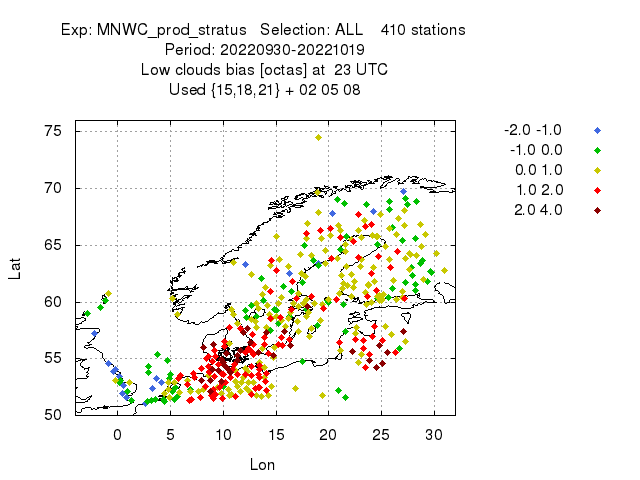 Exp: MNWC_prod_stratus   Selection: ALL    410 stations
Period: 20220930-20221019
Low clouds bias [octas] at  23 UTC
Used {15,18,21} + 02 05 08
-2.0 -1.0
-1.0 0.0
0.0 1.0
1.0 2.0
2.0 4.0
75
70
65
60
55
50
Lat
0 5 10 15 20 25 30
Lon